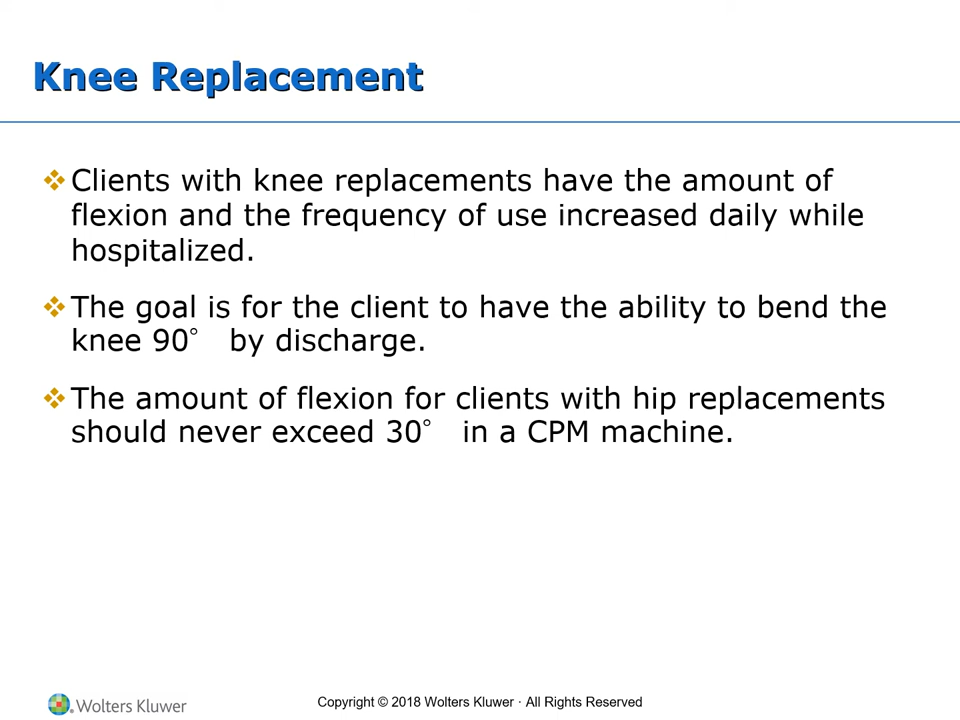 Knee Replacement
Clients with knee replacements have the amount of
flexion and the frequency of use increased daily while
hospitalized.
The goal is for the client to have the ability to bend the
knee 90° by discharge.
The amount of flexion for clients with hip replacements
should never exceed 30° in a CPM machine.
Wolters Kluwer
Copyright © 2018 Wolters Kluwer · All Rights Reserved